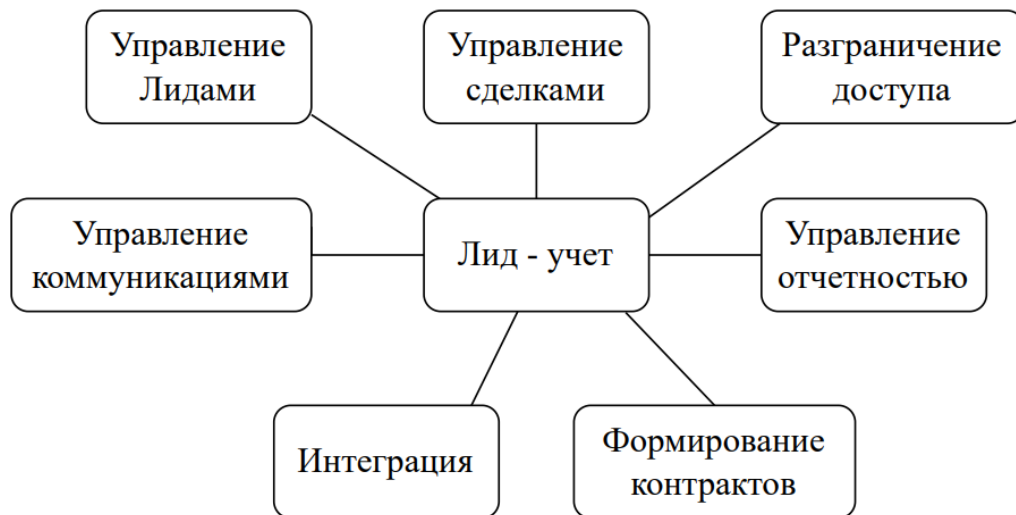 Управление
Лидами
Управление
сделками
Разграничение
доступа
Управление
коммуникациями
Лид - учет
Управление
отчетностью
Интеграция
Формирование
контрактов